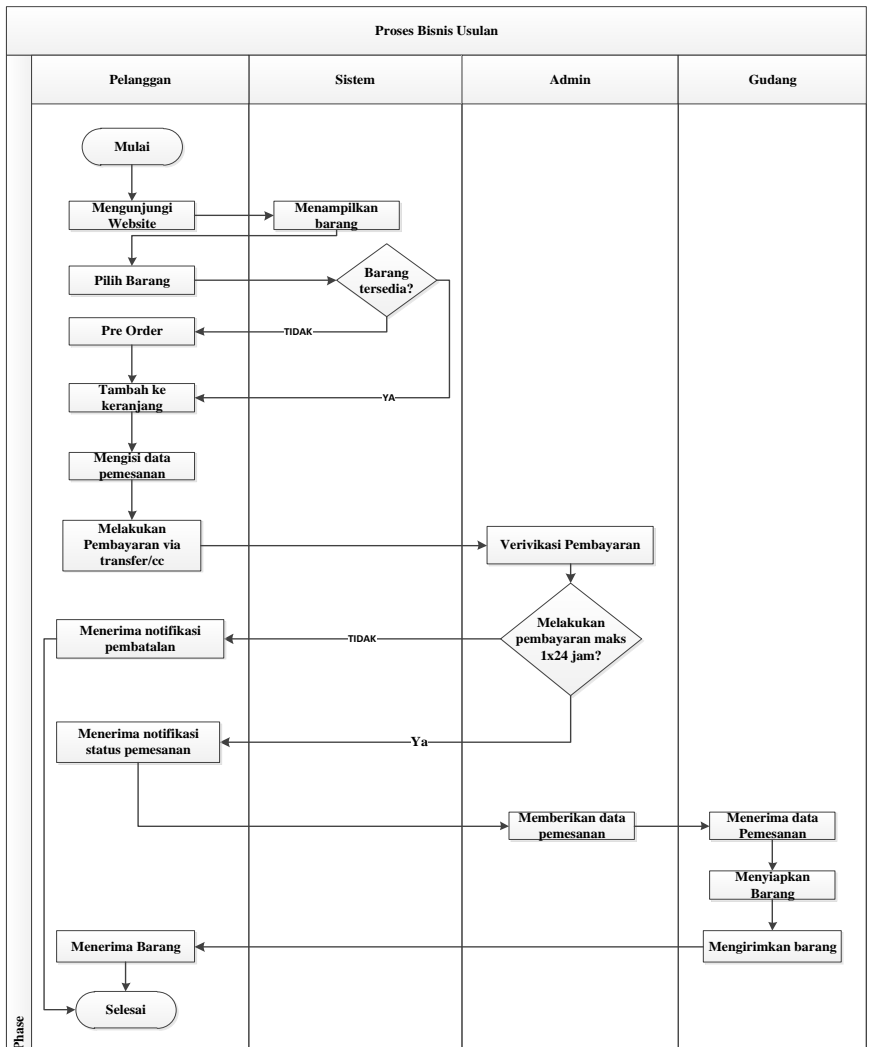 Proses Bisnis Usulan
Pelanggan
Sistem
Admin
Gudang
Mulai
Mengunjungi
Website
Menampilkan
barang
Pilih Barang
Barang
tersedia?
Pre Order
TIDAK
Tambah ke
keranjang
YA
Mengisi data
pemesanan
Melakukan
Pembayaran via
transfer/cc
Verivikasi Pembayaran
Melakukan
pembayaran maks
1x24 jam?
TIDAK
Menerima notifikasi
pembatalan
Ya
Menerima notifikasi
status pemesanan
Memberikan data
pemesanan
Menerima data
Pemesanan
Menyiapkan
Barang
Mengirimkan barang
Menerima Barang
Selesai
Phase